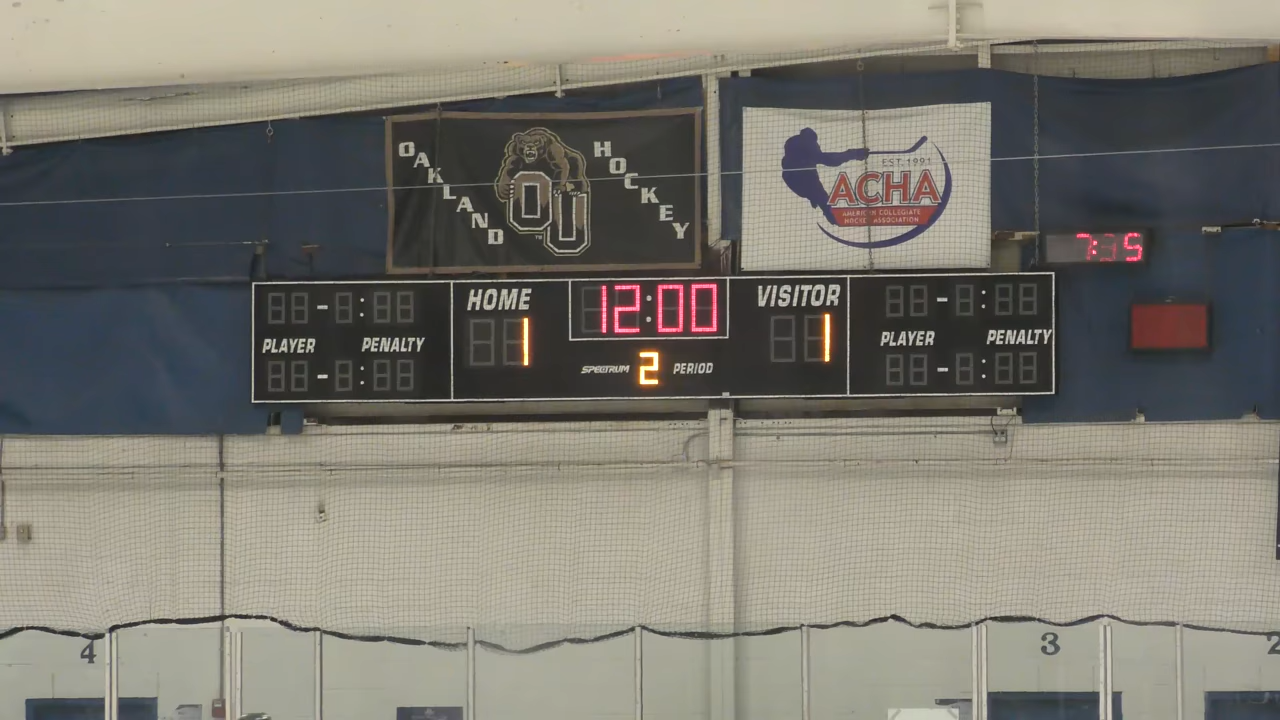 OAKLAND
HOCKEY
OU
TM
EST. 1991
ACHA
AMERICAN COLLEGIATE
HOCKEY ASSOCIATION
7:15
HOME
12:00
VISITOR
1
1
PLAYER
PENALTY
PLAYER
PENALTY
SPECTRUM
2
PERIOD
4
3
2